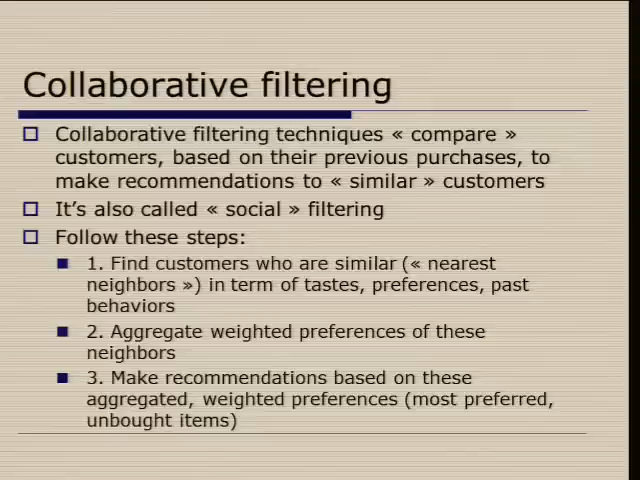 Collaborative filtering
Collaborative filtering techniques « compare »
customers, based on their previous purchases, to
make recommendations to « similar » customers
It's also called « social » filtering
Follow these steps:
1. Find customers who are similar (« nearest
neighbors ») in term of tastes, preferences, past
behaviors
2. Aggregate weighted preferences of these
neighbors
3. Make recommendations based on these
aggregated, weighted preferences (most preferred,
unbought items)